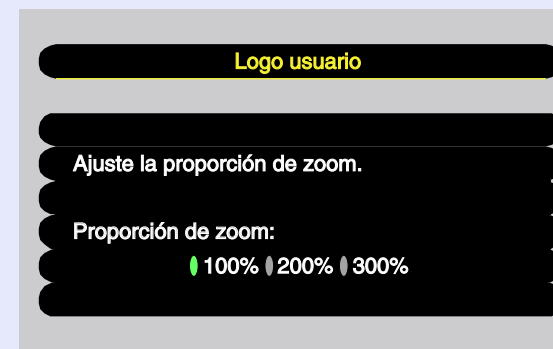 Logo usuario
Ajuste la proporción de zoom.
Proporción de zoom:
100% 200% 300%